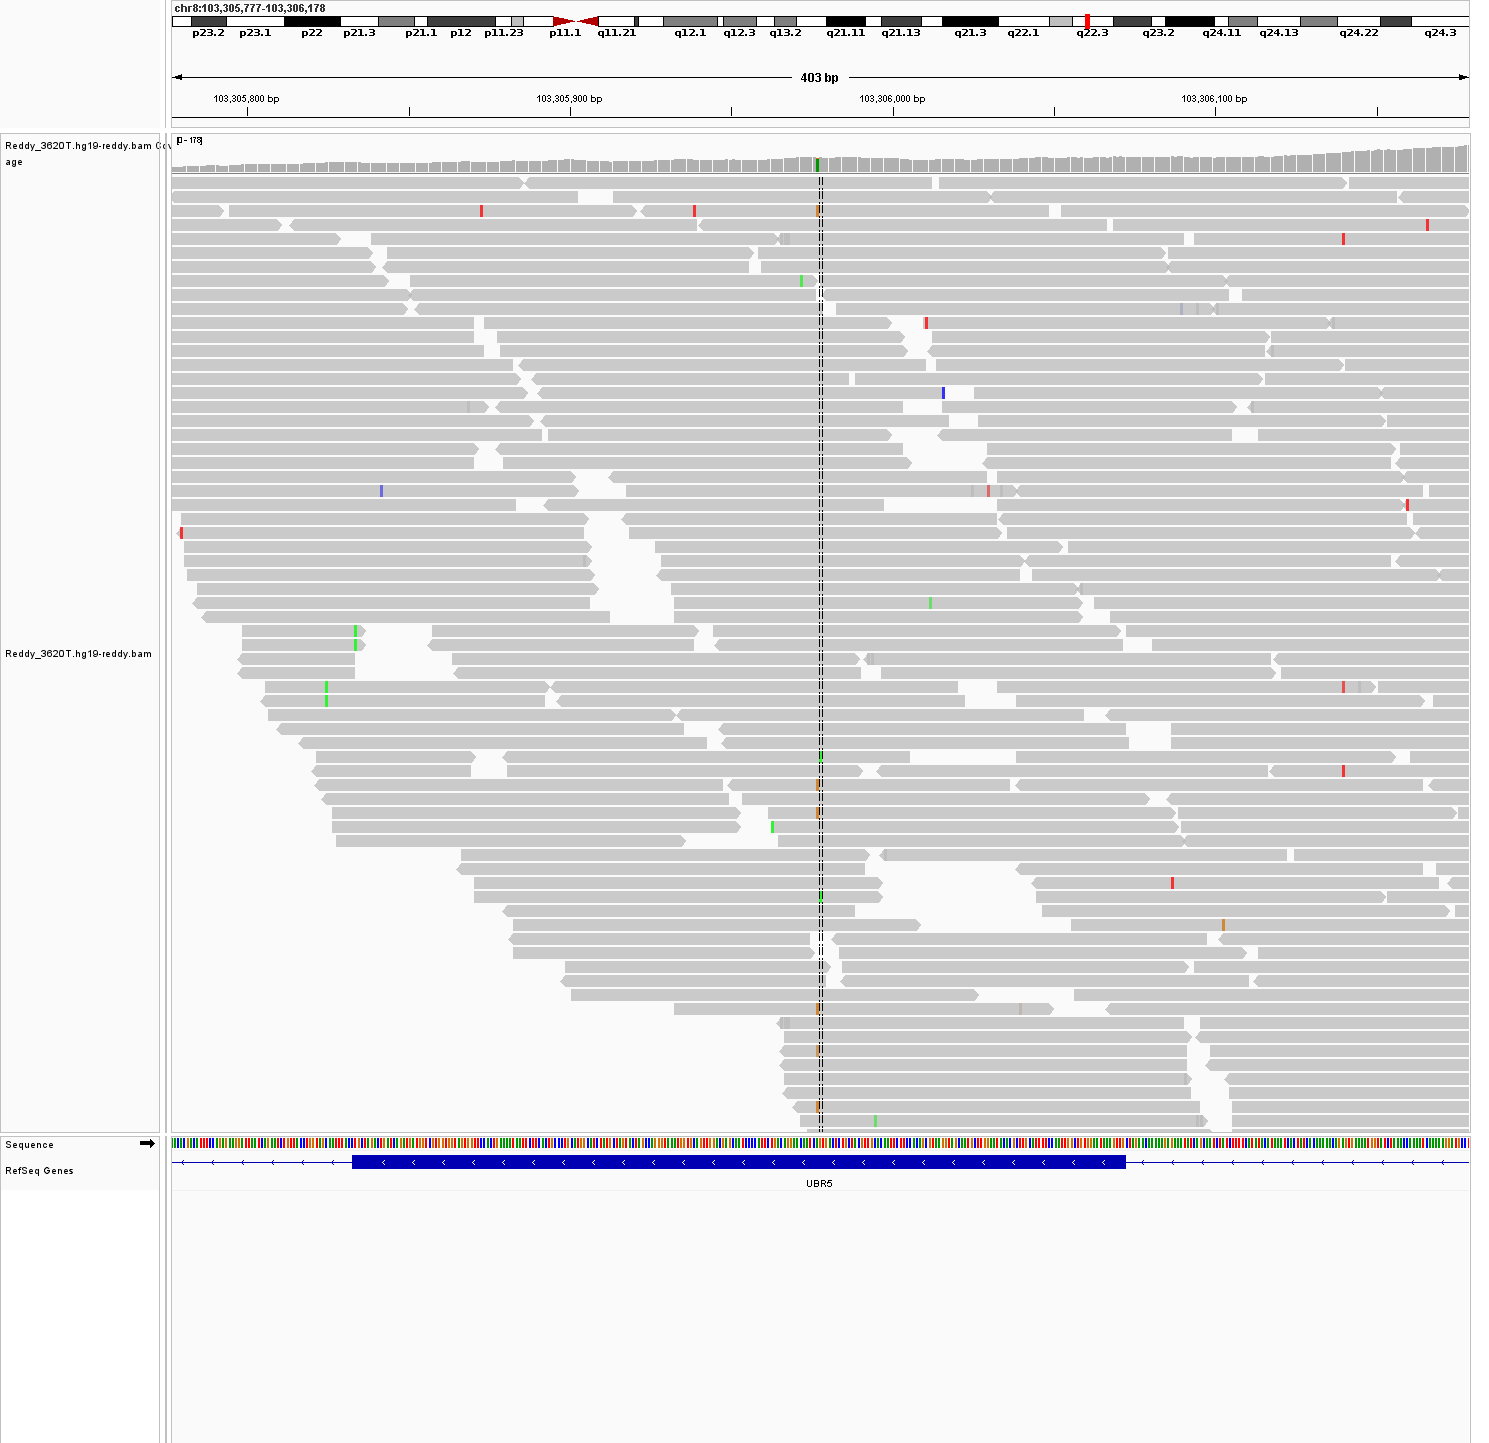 chr8:103,305,777-103,306,178
p23.2 p23.1 p22 p21.3 p21.1 p12 p11.23 p11.1 q11.21 q12.1 q12.3 q13.2 q21.11 q21.13 q21.3 q22.1 q22.3 q23.2 q24.11 q24.13 q24.22 q24.3
403 bp
103,305,800 bp 103,305,900 bp 103,306,000 bp 103,306,100 bp
[0 - 178]
Reddy_3620T.hg19-reddy.bam Cov
age
Reddy_3620T.hg19-reddy.bam
Sequence
RefSeq Genes
UBR5